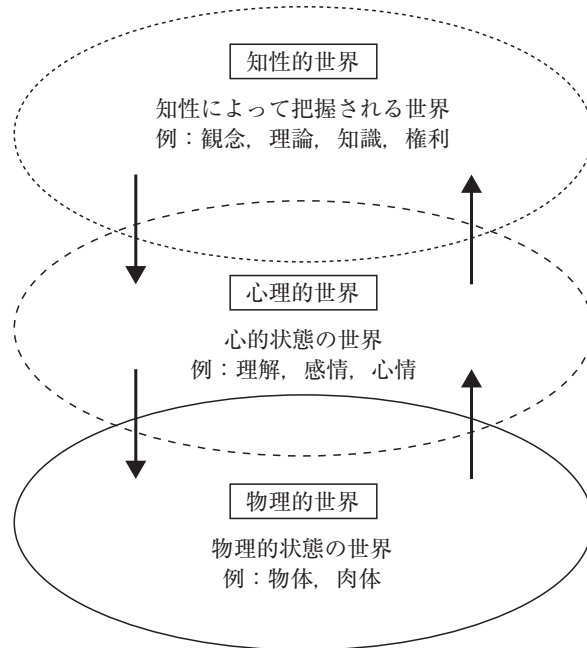 知性的世界
知性によって把握される世界
例：観念，理論，知識，権利
心理的世界
心的状態の世界
例：理解，感情，心情
物理的世界
物理的状態の世界
例：物体，肉体